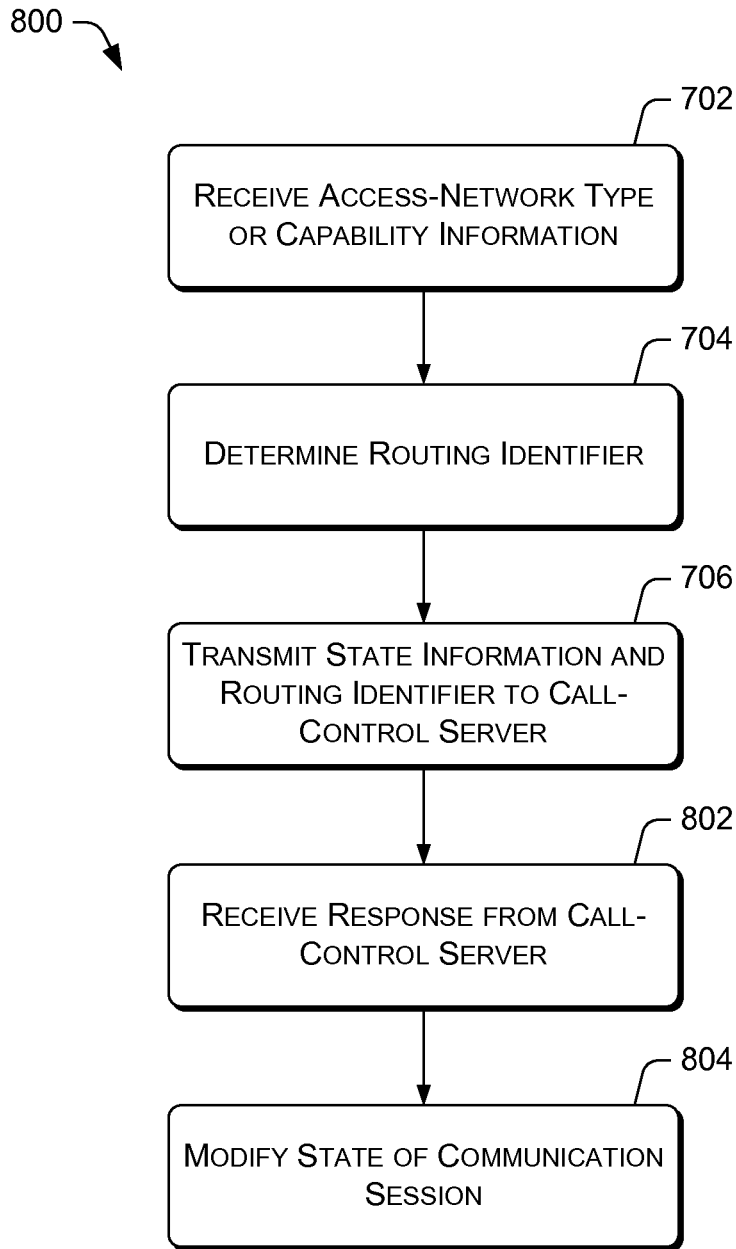 800
702
RECEIVE ACCESS-NETWORK TYPE
OR CAPABILITY INFORMATION
704
DETERMINE ROUTING IDENTIFIER
706
TRANSMIT STATE INFORMATION AND
ROUTING IDENTIFIER TO CALL-
CONTROL SERVER
802
RECEIVE RESPONSE FROM CALL-
CONTROL SERVER
804
MODIFY STATE OF COMMUNICATION
SESSION